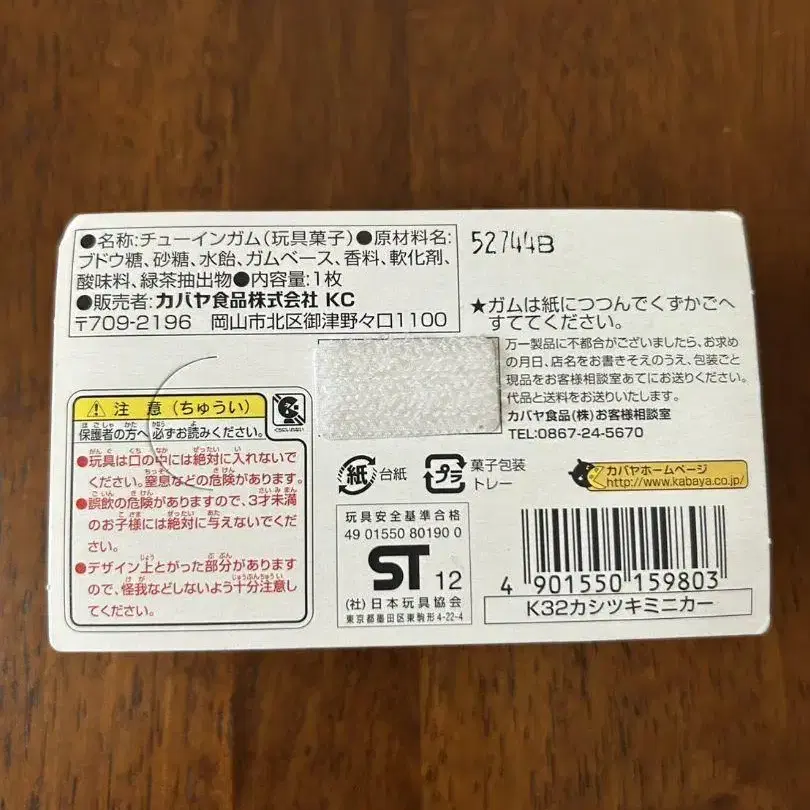 ●名称:チューインガム(玩具菓子)●原材料名:
ブドウ糖、砂糖、水飴、ガムベース、香料、軟化剤、
酸味料、緑茶抽出物●内容量:1枚
●販売者:カバヤ食品株式会社 KC
〒709-2196 岡山市北区御津野々口1100
52744B
★ガムは紙につつんでくずかごへ
すててください。
万一製品に不都合がございましたら、お求め
の月日、店名をお書きそえのうえ、包装ごと
現品をお客様相談室あてにお送りください。
代品と送料をお送りいたします。
カバヤ食品(株)お客様相談室
TEL:0867-24-5670
注意(ちゅうい)
保護者の方へ 必ずお読みください。
●玩具は口の中には絶対に入れないで
ください。窒息などの危険があります。
●誤飲の危険がありますので、3才未満
のお子様には絶対に与えないでくだ
さい。
●デザイン上とがった部分があります
ので、怪我などしないよう十分注意し
てください。
紙 台紙
プラ 菓子包装
トレー
カバヤホームページ
http://www.kabaya.co.jp/
玩具安全基準合格
49 01550 80190 0
ST 12
(社)日本玩具協会
東京都墨田区東駒形4-22-4
4 901550 159803
K32カシツキミニカー